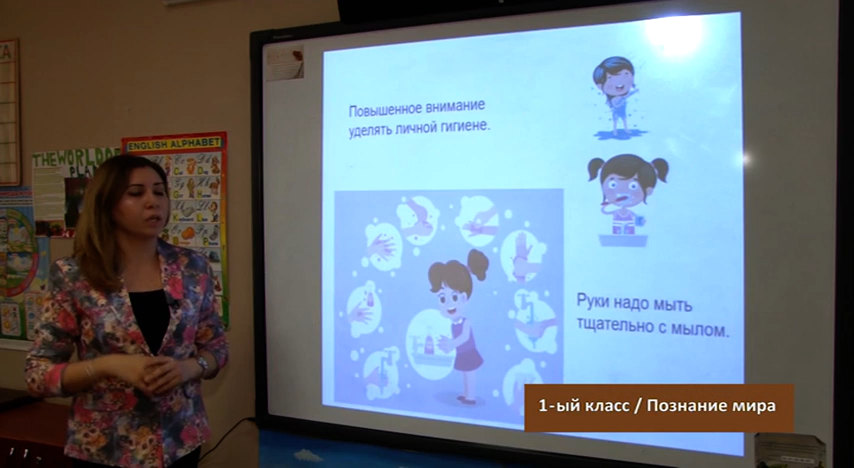 Повышенное внимание
уделять личной гигиене.
ENGLISH ALPHABET
THE WORLD OF
Руки надо мыть
тщательно с мылом.
1-ый класс / Познание мира